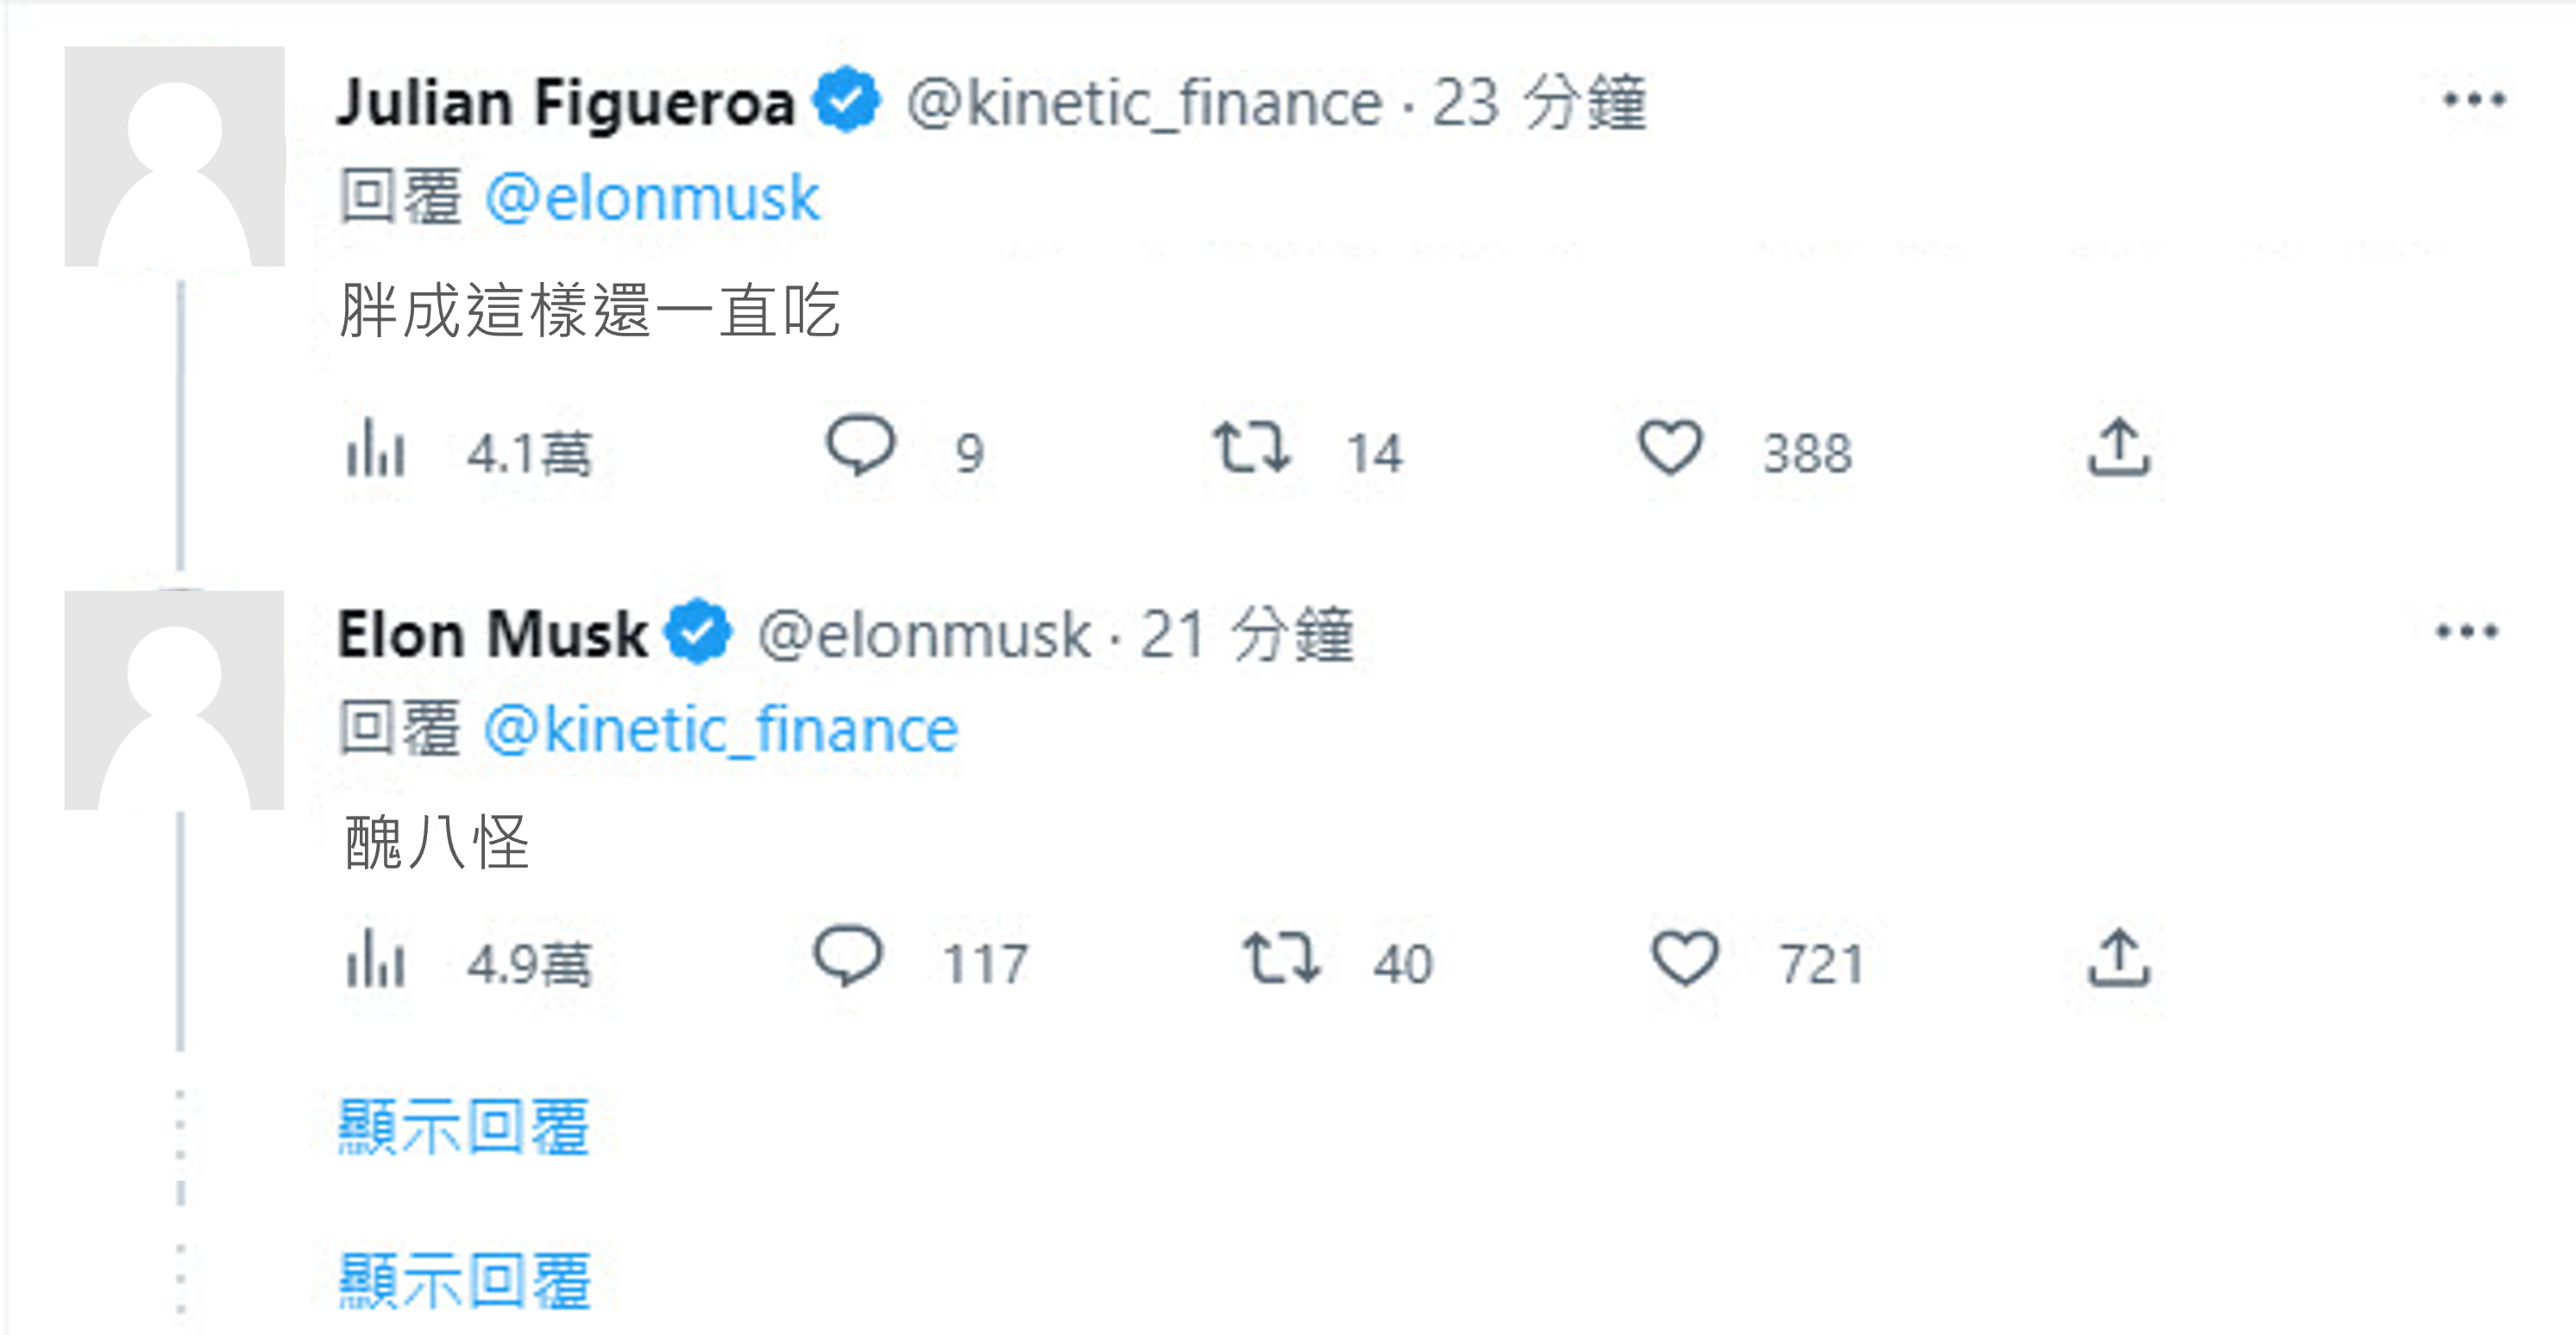 Julian Figueroa @kinetic_finance · 23 分鐘
回覆 @elonmusk
胖成這樣還一直吃
4.1萬 9 14 388
Elon Musk @elonmusk · 21 分鐘
回覆 @kinetic_finance
醜八怪
4.9萬 117 40 721
顯示回覆
顯示回覆